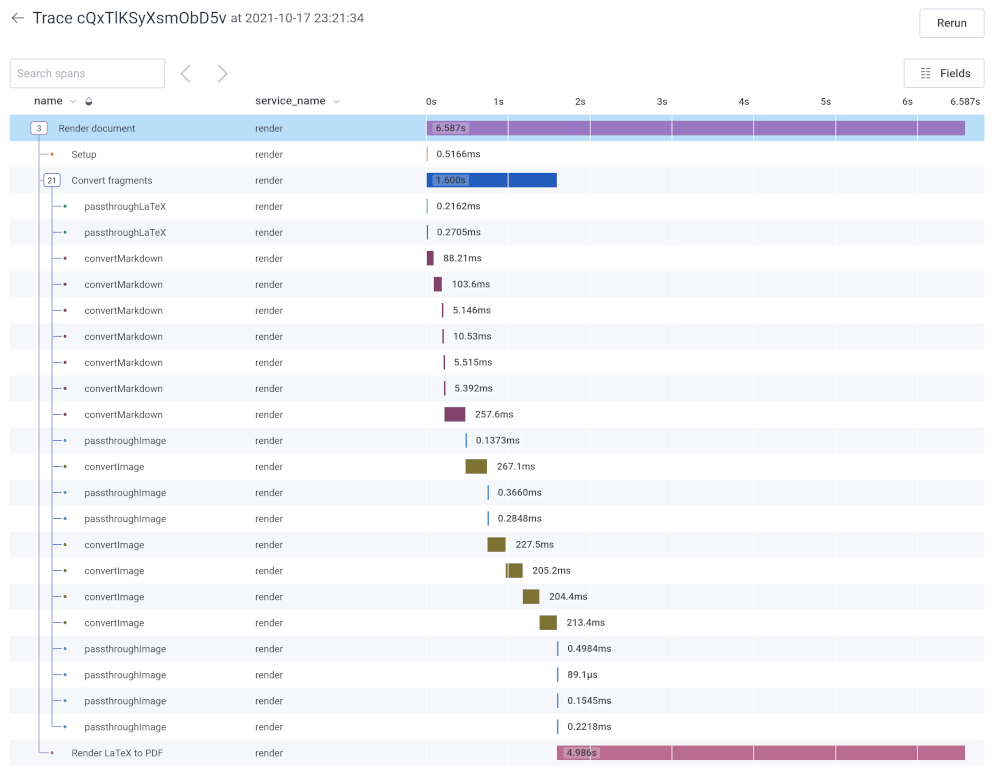 Trace cQxTlKSyXsmObD5v at 2021-10-17 23:21:34
Rerun
Search spans
Fields
name service_name 0s 1s 2s 3s 4s 5s 6s 6.587s
3 Render document render 6.587s
Setup render 0.5166ms
21 Convert fragments render 1.600s
passthroughLaTeX render 0.2162ms
passthroughLaTeX render 0.2705ms
convertMarkdown render 88.21ms
convertMarkdown render 103.6ms
convertMarkdown render 5.146ms
convertMarkdown render 10.53ms
convertMarkdown render 5.515ms
convertMarkdown render 5.392ms
convertMarkdown render 257.6ms
passthroughImage render 0.1373ms
convertImage render 267.1ms
passthroughImage render 0.3660ms
passthroughImage render 0.2848ms
convertImage render 227.5ms
convertImage render 205.2ms
convertImage render 204.4ms
convertImage render 213.4ms
passthroughImage render 0.4984ms
passthroughImage render 89.1μs
passthroughImage render 0.1545ms
passthroughImage render 0.2218ms
Render LaTeX to PDF render 4.986s